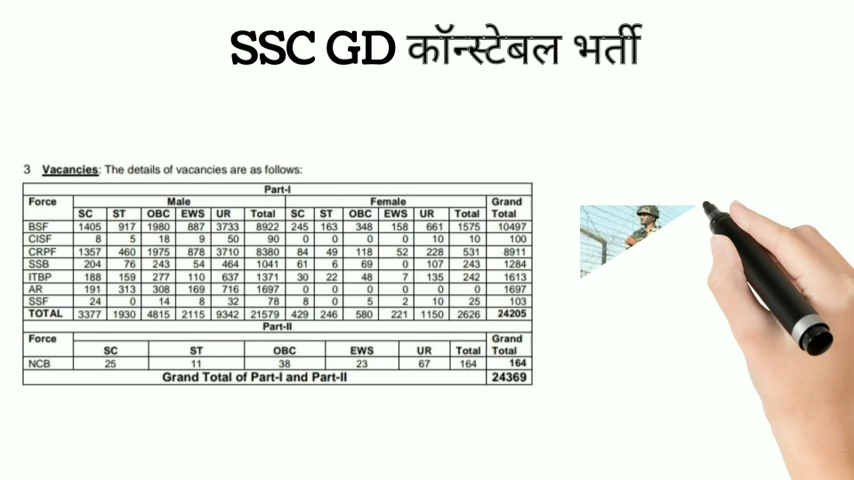 SSC GD कॉन्स्टेबल भर्ती
3 Vacancies: The details of vacancies are as follows:
Part-I
Force Male Female Grand Total
SC ST OBC EWS UR Total SC ST OBC EWS UR Total
BSF 1405 917 1980 887 3733 8922 245 163 348 158 661 1575 10497
CISF 8 5 18 9 50 90 0 0 0 0 10 10 100
CRPF 1357 460 1975 878 3710 8380 84 49 118 52 228 531 8911
SSB 204 76 243 54 464 1041 61 6 69 0 107 243 1284
ITBP 188 159 277 110 637 1371 30 22 48 7 135 242 1613
AR 191 313 308 169 716 1697 0 0 0 0 0 0 1697
SSF 24 0 14 8 32 78 8 0 5 2 10 25 103
TOTAL 3377 1930 4815 2115 9342 21579 429 246 580 221 1150 2626 24205
Part-II
Force Grand Total
SC ST OBC EWS UR Total
NCB 25 11 38 23 67 164 164
Grand Total of Part-I and Part-II 24369